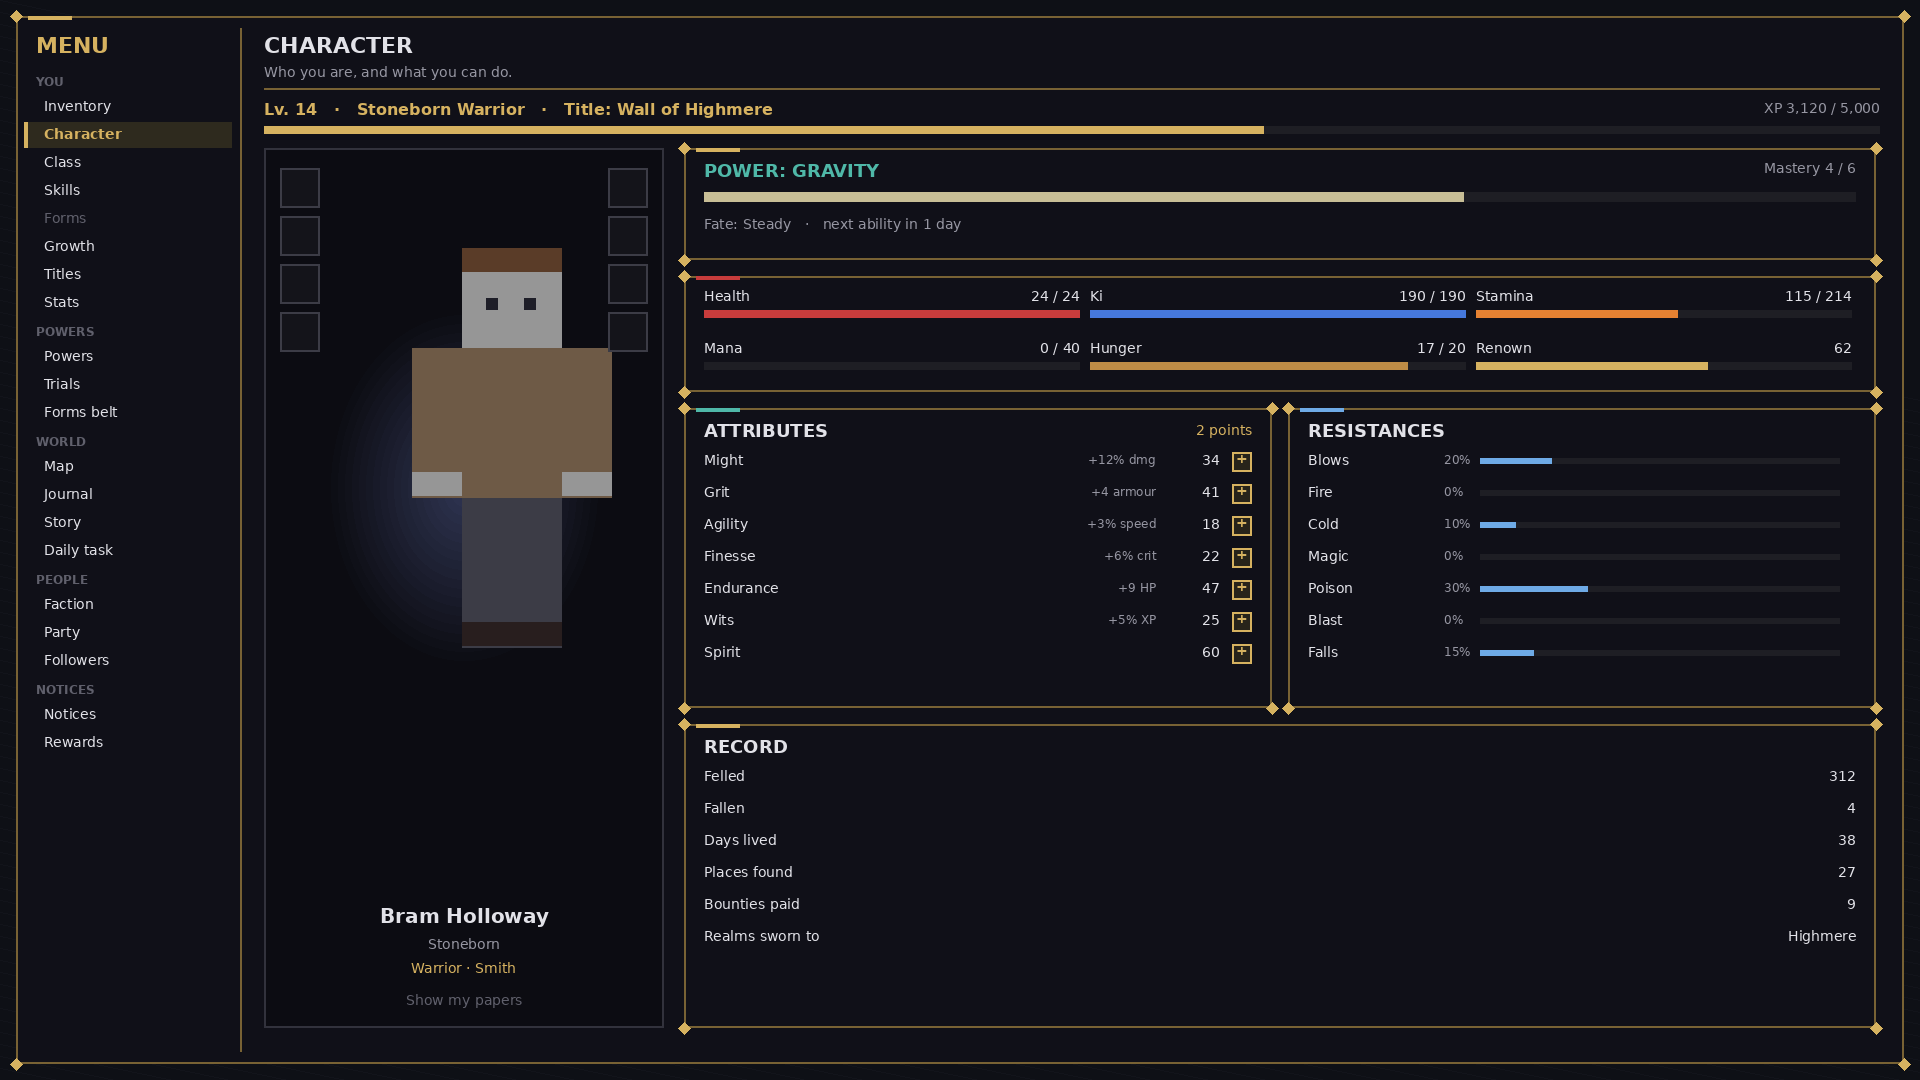 MENU
YOU
Inventory
Character
Class
Skills
Forms
Growth
Titles
Stats
POWERS
Powers
Trials
Forms belt
WORLD
Map
Journal
Story
Daily task
PEOPLE
Faction
Party
Followers
NOTICES
Notices
Rewards
CHARACTER
Who you are, and what you can do.
Lv. 14 · Stoneborn Warrior · Title: Wall of Highmere XP 3,120 / 5,000
Bram Holloway
Stoneborn
Warrior · Smith
Show my papers
POWER: GRAVITY Mastery 4 / 6
Fate: Steady · next ability in 1 day
Health 24 / 24 Ki 190 / 190 Stamina 115 / 214
Mana 0 / 40 Hunger 17 / 20 Renown 62
ATTRIBUTES 2 points
Might +12% dmg 34 +
Grit +4 armour 41 +
Agility +3% speed 18 +
Finesse +6% crit 22 +
Endurance +9 HP 47 +
Wits +5% XP 25 +
Spirit 60 +
RESISTANCES
Blows 20%
Fire 0%
Cold 10%
Magic 0%
Poison 30%
Blast 0%
Falls 15%
RECORD
Felled 312
Fallen 4
Days lived 38
Places found 27
Bounties paid 9
Realms sworn to Highmere